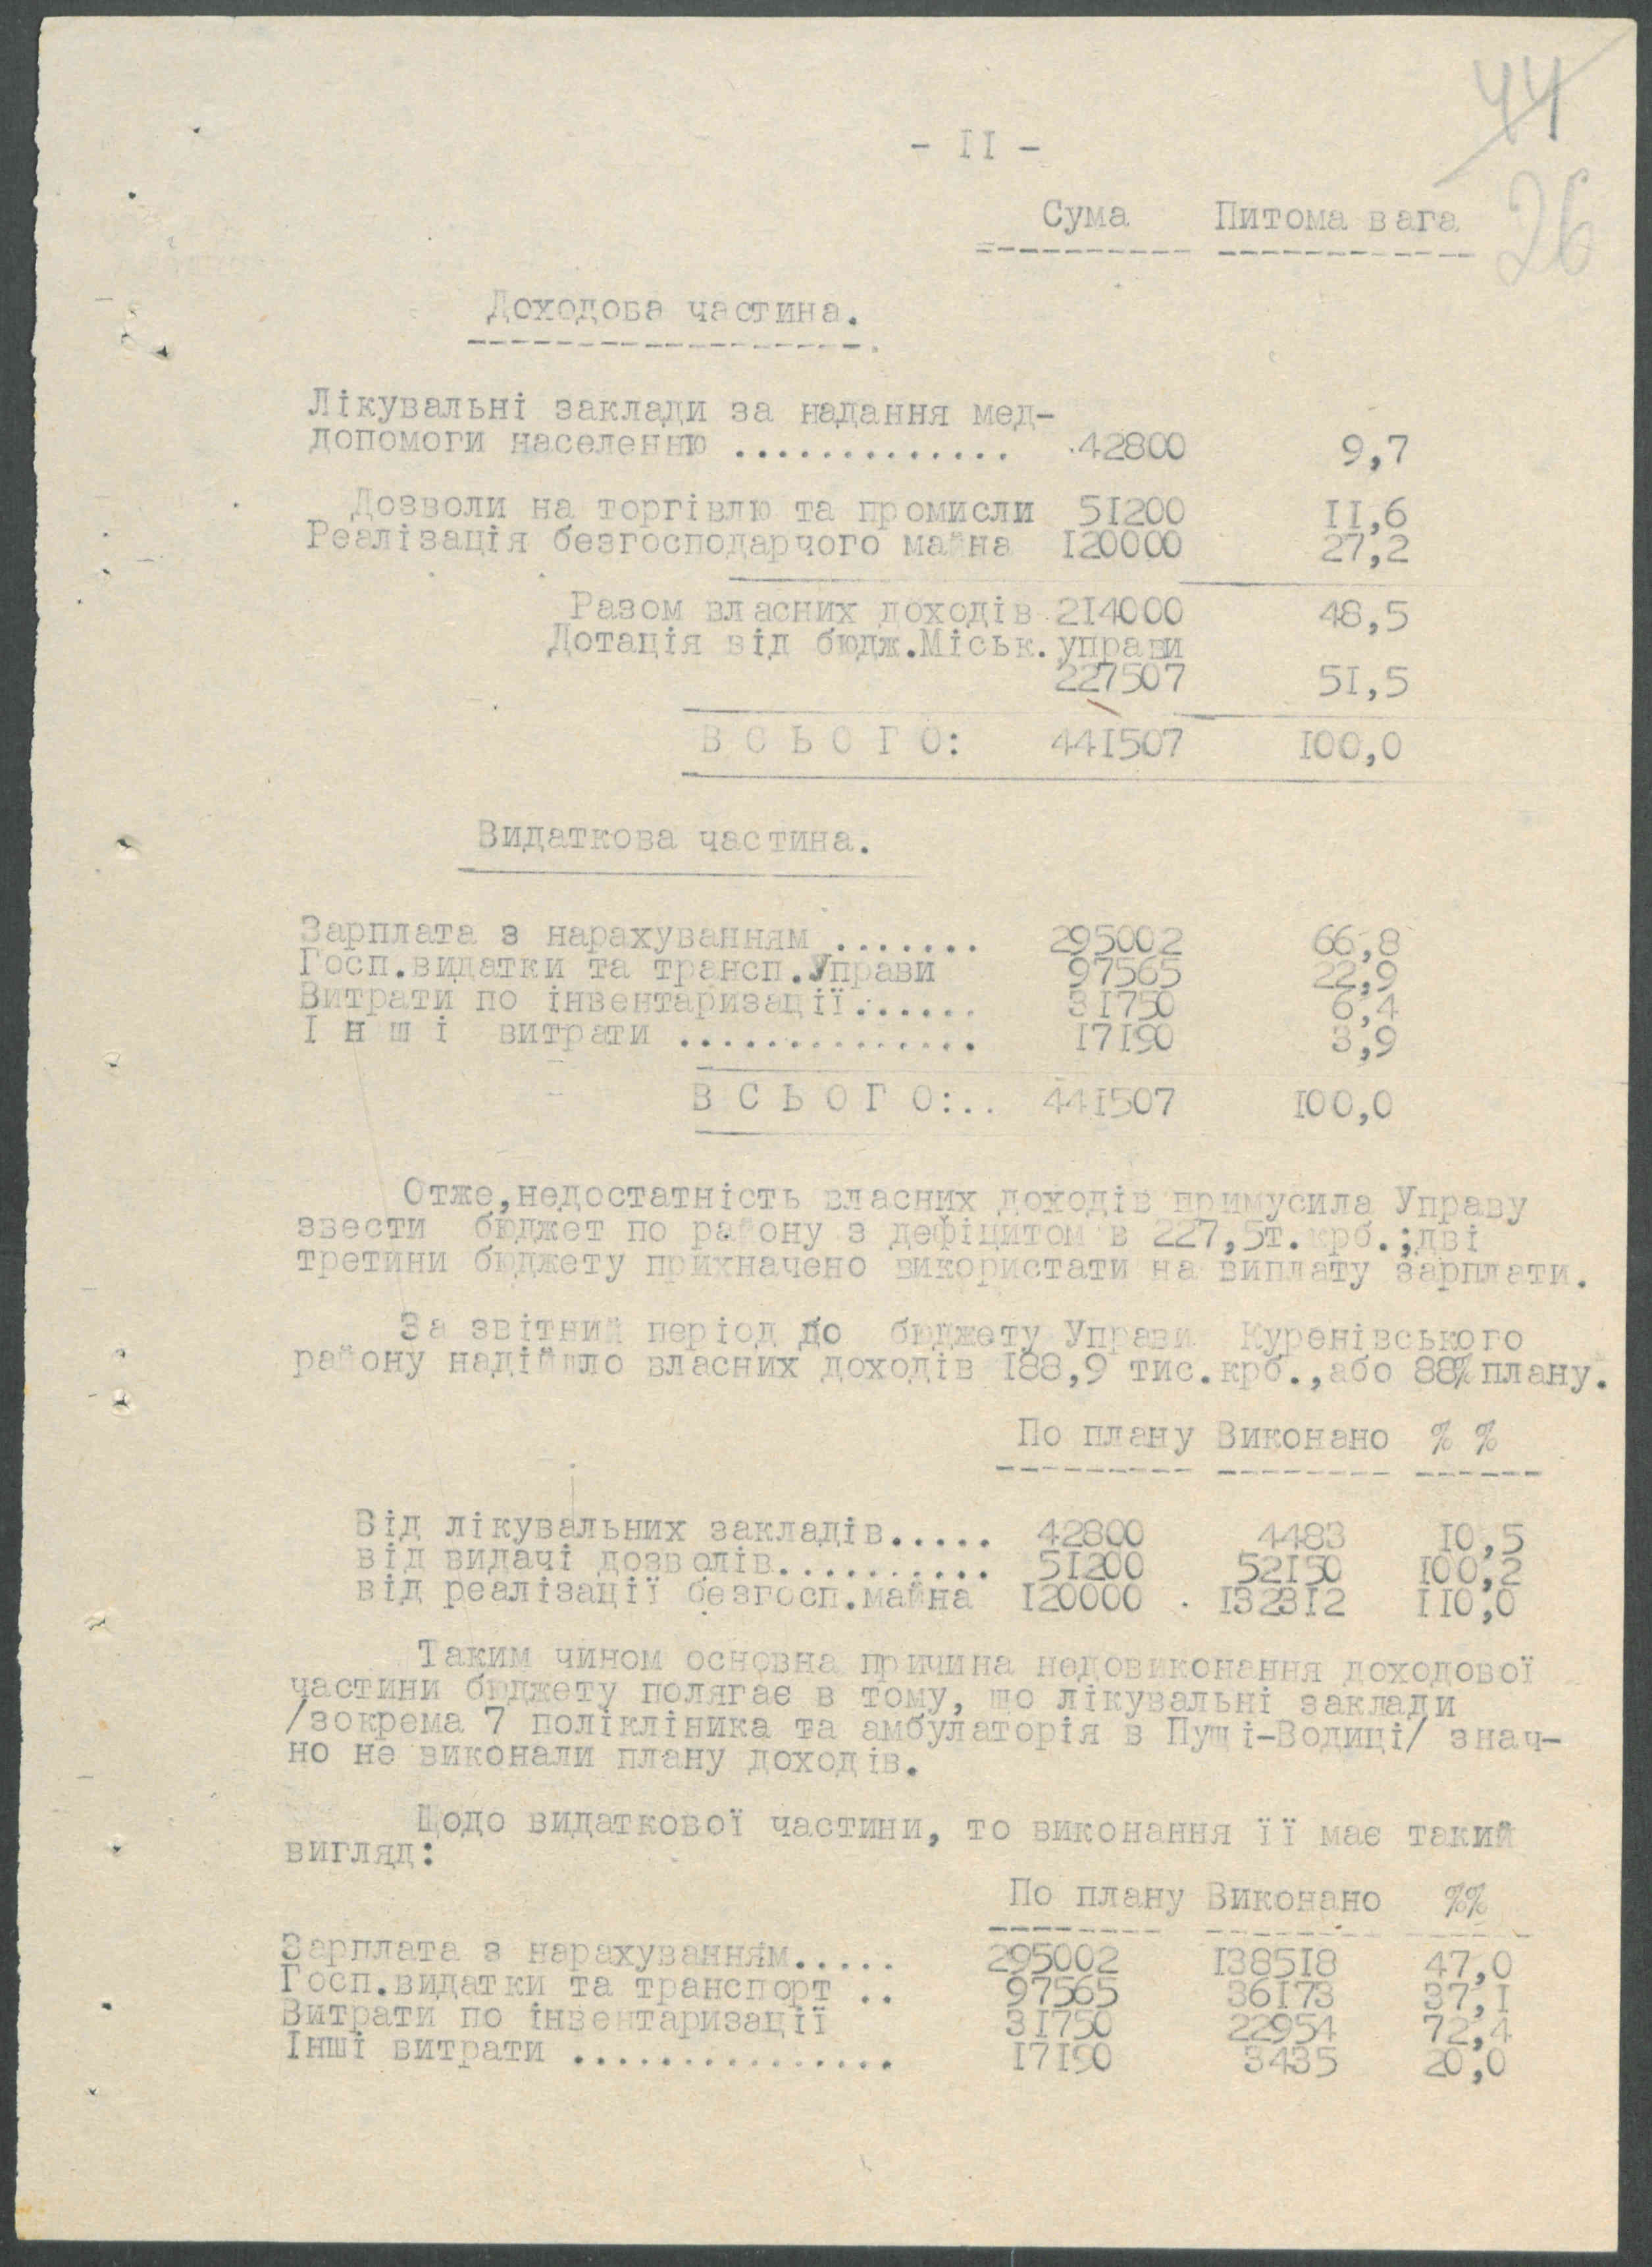 44
- II -
26
Сума Питома вага
Доходова частина.
Лікувальні заклади за надання мед-
допомоги населенню ............. 42800 9,7
Дозволи на торгівлю та промисли 51200 11,6
Реалізація безгосподарчого майна 120000 27,2
Разом власних доходів 214000 48,5
Дотація від бюдж.Міськ.управи
227507 51,5
В С Ь О Г О: 441507 100,0
Видаткова частина.
Зарплата з нарахуванням ....... 295002 66,8
Госп.видатки та трансп.Управи 97565 22,9
Витрати по інвентаризації...... 31750 6,4
І н ш і витрати .............. 17190 3,9
В С Ь О Г О:.. 441507 100,0
Отже,недостатність власних доходів примусила Управу
звести бюджет по району з дефіцитом в 227,5т.крб.;дві
третини бюджету прихначено використати на виплату зарплати.
За звітний період до бюджету Управи Куренівського
району надійшло власних доходів 188,9 тис.крб.,або 88% плану.
По плану Виконано % %
Від лікувальних закладів..... 42800 4483 10,5
від видачі дозволів.......... 51200 52150 100,2
від реалізації безгосп.майна 120000 132312 110,0
Таким чином основна причина недовиконання доходової
частини бюджету полягає в тому, що лікувальні заклади
/зокрема 7 поліклініка та амбулаторія в Пущі-Водиці/ знач-
но не виконали плану доходів.
Щодо видаткової частини, то виконання її має такий
вигляд:
По плану Виконано %%
Зарплата з нарахуванням..... 295002 138518 47,0
Госп.видатки та транспорт .. 97565 36173 37,1
Витрати по інвентаризації 31750 22954 72,4
Інші витрати ............... 17190 3435 20,0